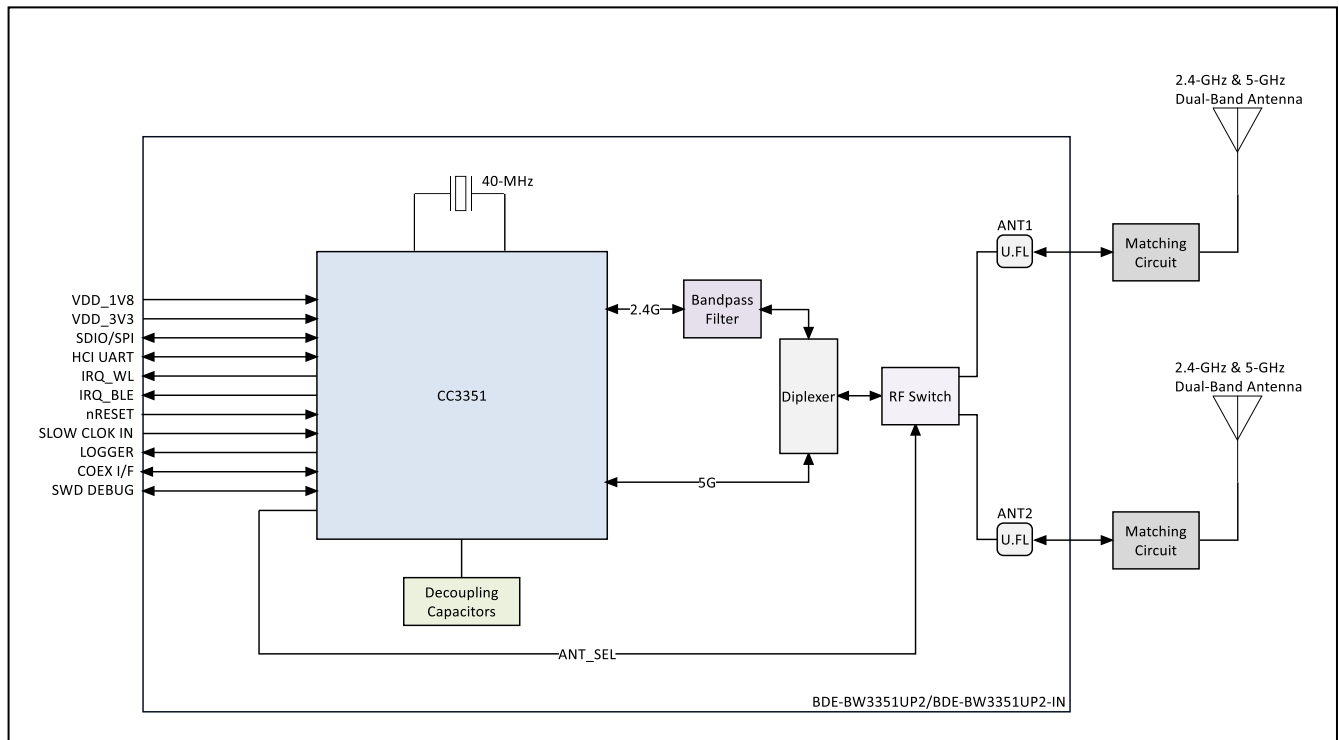 2.4-GHz & 5-GHz
Dual-Band Antenna
40-MHz
ANT1
U.FL
Matching
Circuit
VDD_1V8
VDD_3V3
SDIO/SPI
HCI UART
IRQ_WL
IRQ_BLE
nRESET
SLOW CLOK IN
LOGGER
COEX I/F
SWD DEBUG
CC3351
2.4G
Bandpass
Filter
Diplexer
RF Switch
5G
2.4-GHz & 5-GHz
Dual-Band Antenna
ANT2
U.FL
Matching
Circuit
Decoupling
Capacitors
ANT_SEL
BDE-BW3351UP2/BDE-BW3351UP2-IN